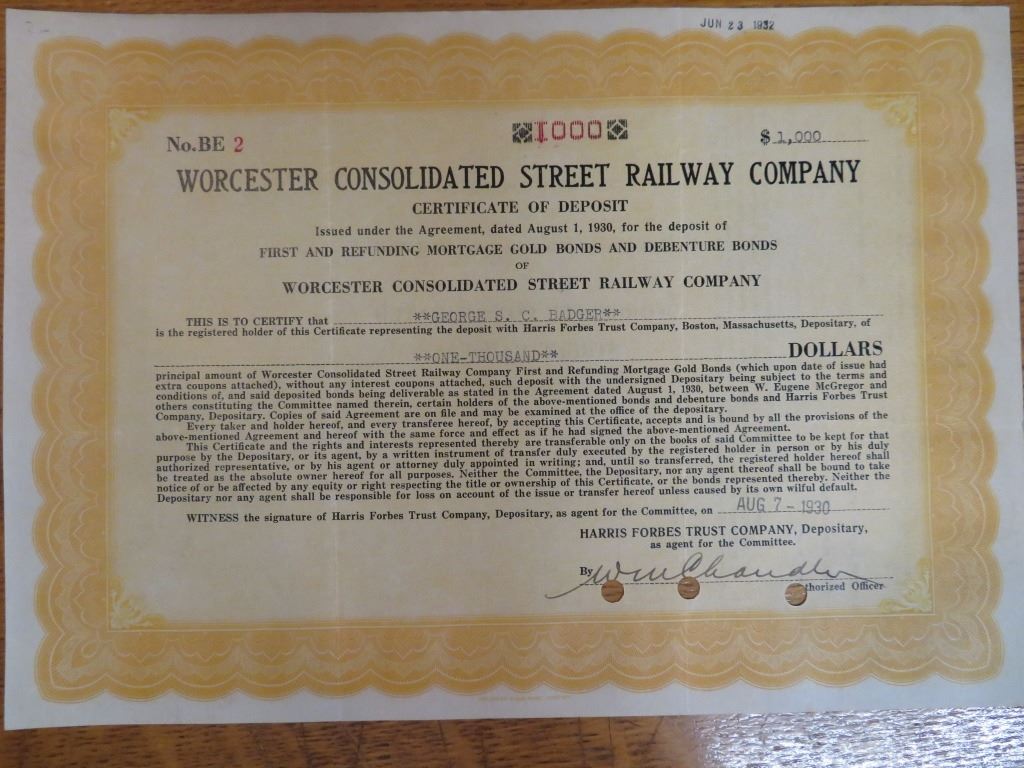 JUN 23 1932
No. BE 2
1000
$ 1,000
WORCESTER CONSOLIDATED STREET RAILWAY COMPANY
CERTIFICATE OF DEPOSIT
Issued under the Agreement, dated August 1, 1930, for the deposit of
FIRST AND REFUNDING MORTGAGE GOLD BONDS AND DEBENTURE BONDS
OF
WORCESTER CONSOLIDATED STREET RAILWAY COMPANY
THIS IS TO CERTIFY that **GEORGE S. C. BADGER**
is the registered holder of this Certificate representing the deposit with Harris Forbes Trust Company, Boston, Massachusetts, Depositary, of
**ONE-THOUSAND** DOLLARS
principal amount of Worcester Consolidated Street Railway Company First and Refunding Mortgage Gold Bonds (which upon date of issue had
extra coupons attached), without any interest coupons attached, such deposit with the undersigned Depositary being subject to the terms and
conditions of, and said deposited bonds being deliverable as stated in the Agreement dated August 1, 1930, between W. Eugene McGregor and
others constituting the Committee named therein, certain holders of the above-mentioned bonds and debenture bonds and Harris Forbes Trust
Company, Depositary. Copies of said Agreement are on file and may be examined at the office of the depositary.
Every taker and holder hereof, and every transferee hereof, by accepting this Certificate, accepts and is bound by all the provisions of the
above-mentioned Agreement and hereof with the same force and effect as if he had signed the above-mentioned Agreement.
This Certificate and the rights and interests represented thereby are transferable only on the books of said Committee to be kept for that
purpose by the Depositary, or its agent, by a written instrument of transfer duly executed by the registered holder in person or by his duly
authorized representative, or by his agent or attorney duly appointed in writing; and, until so transferred, the registered holder hereof shall
be treated as the absolute owner hereof for all purposes. Neither the Committee, the Depositary, nor any agent thereof shall be bound to take
notice of or be affected by any equity or right respecting the title or ownership of this Certificate, or the bonds represented thereby. Neither the
Depositary nor any agent shall be responsible for loss on account of the issue or transfer hereof unless caused by its own wilful default.
WITNESS the signature of Harris Forbes Trust Company, Depositary, as agent for the Committee, on AUG 7 - 1930
HARRIS FORBES TRUST COMPANY, Depositary,
as agent for the Committee.
By Wm Chandler
thorized Officer